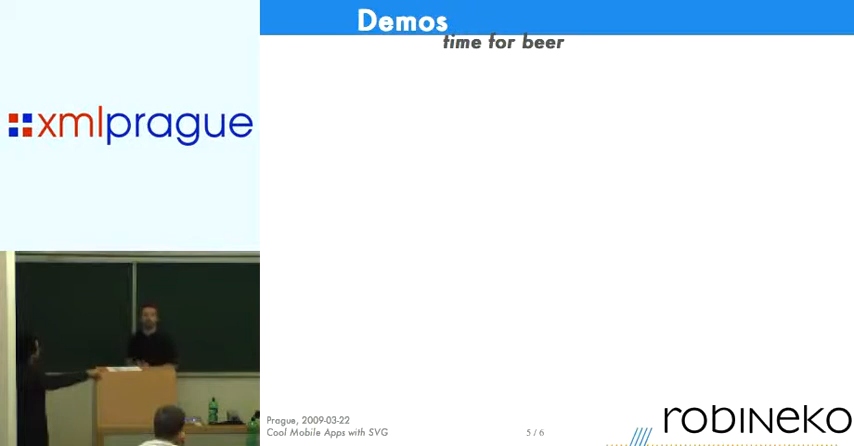 Demos
time for beer
xmlprague
Prague, 2009-03-22
Cool Mobile Apps with SVG
5 / 6
robineko